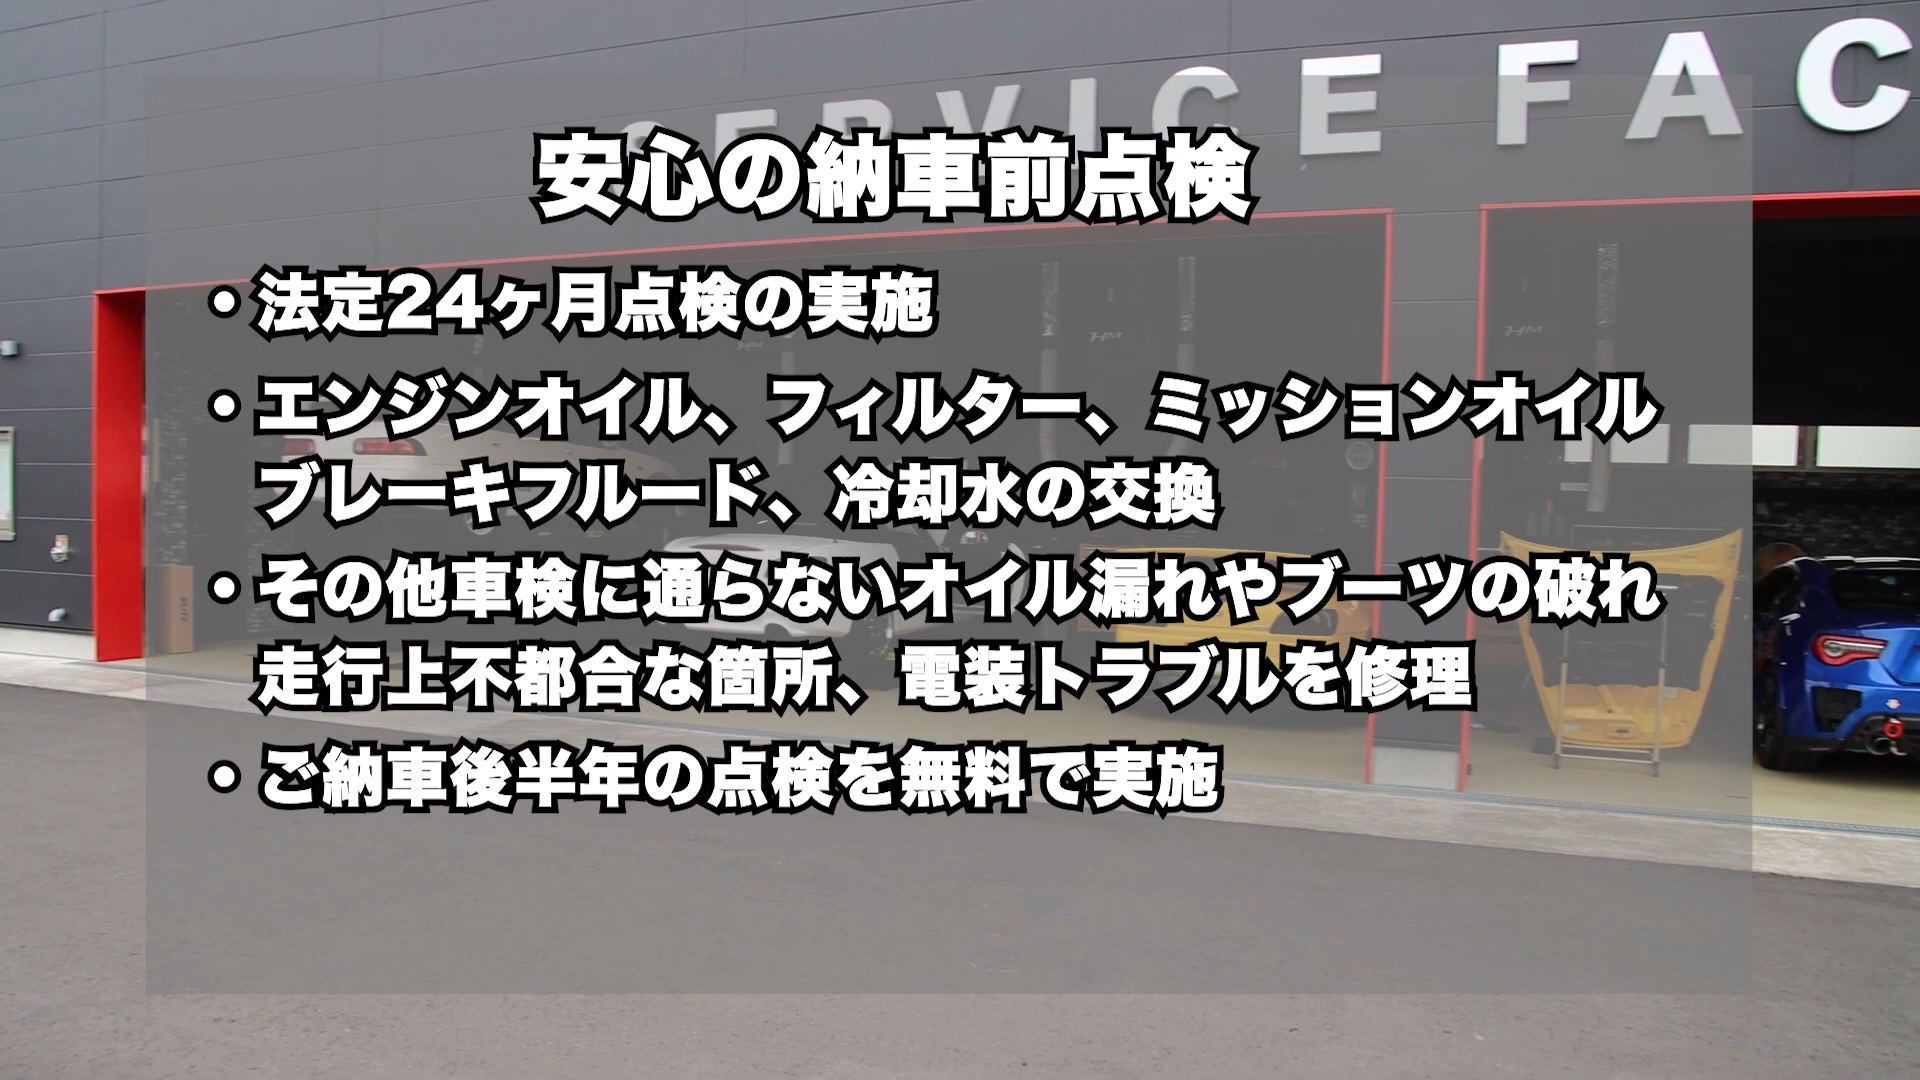 SERVICE FAC
安心の納車前点検
・法定24ヶ月点検の実施
・エンジンオイル、フィルター、ミッションオイル
ブレーキフルード、冷却水の交換
・その他車検に通らないオイル漏れやブーツの破れ
走行上不都合な箇所、電装トラブルを修理
・ご納車後半年の点検を無料で実施